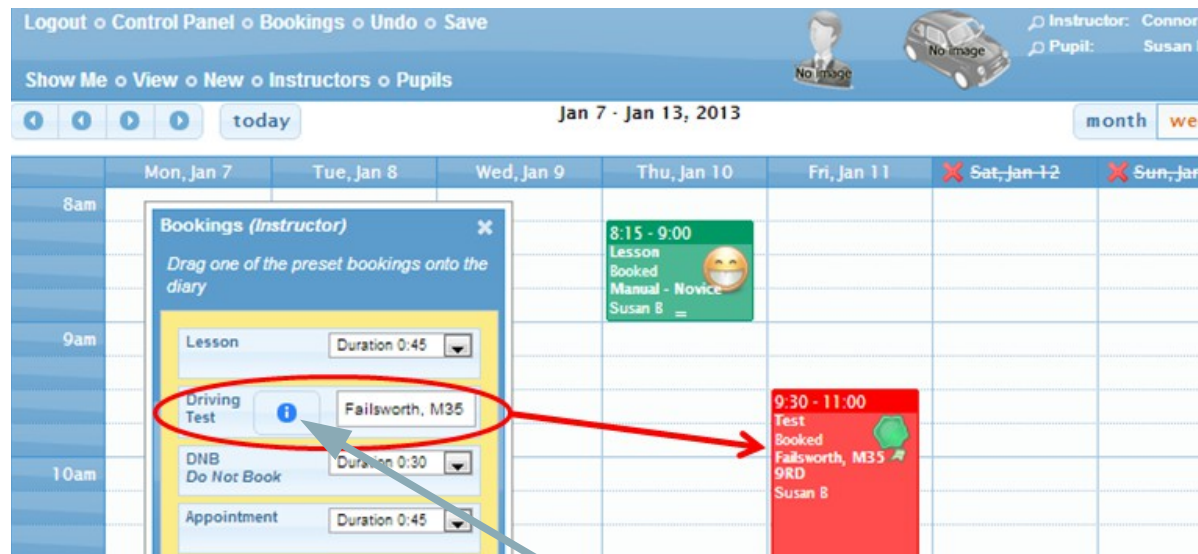 Logout o Control Panel o Bookings o Undo o Save
Instructor: Connor
Pupil: Susan
No image
No image
Show Me o View o New o Instructors o Pupils
today
Jan 7 - Jan 13, 2013
month we
Mon, Jan 7 Tue, Jan 8 Wed, Jan 9 Thu, Jan 10 Fri, Jan 11 Sat, Jan 12 Sun, Jan
8am
Bookings (Instructor)
Drag one of the preset bookings onto the
diary
8:15 - 9:00
Lesson
Booked
Manual - Novice
Susan B
9am
Lesson Duration 0:45
Driving
Test
Failsworth, M35
9:30 - 11:00
Test
Booked
Failsworth, M35
9RD
Susan B
10am
DNB
Do Not Book
Duration 0:30
Appointment Duration 0:45